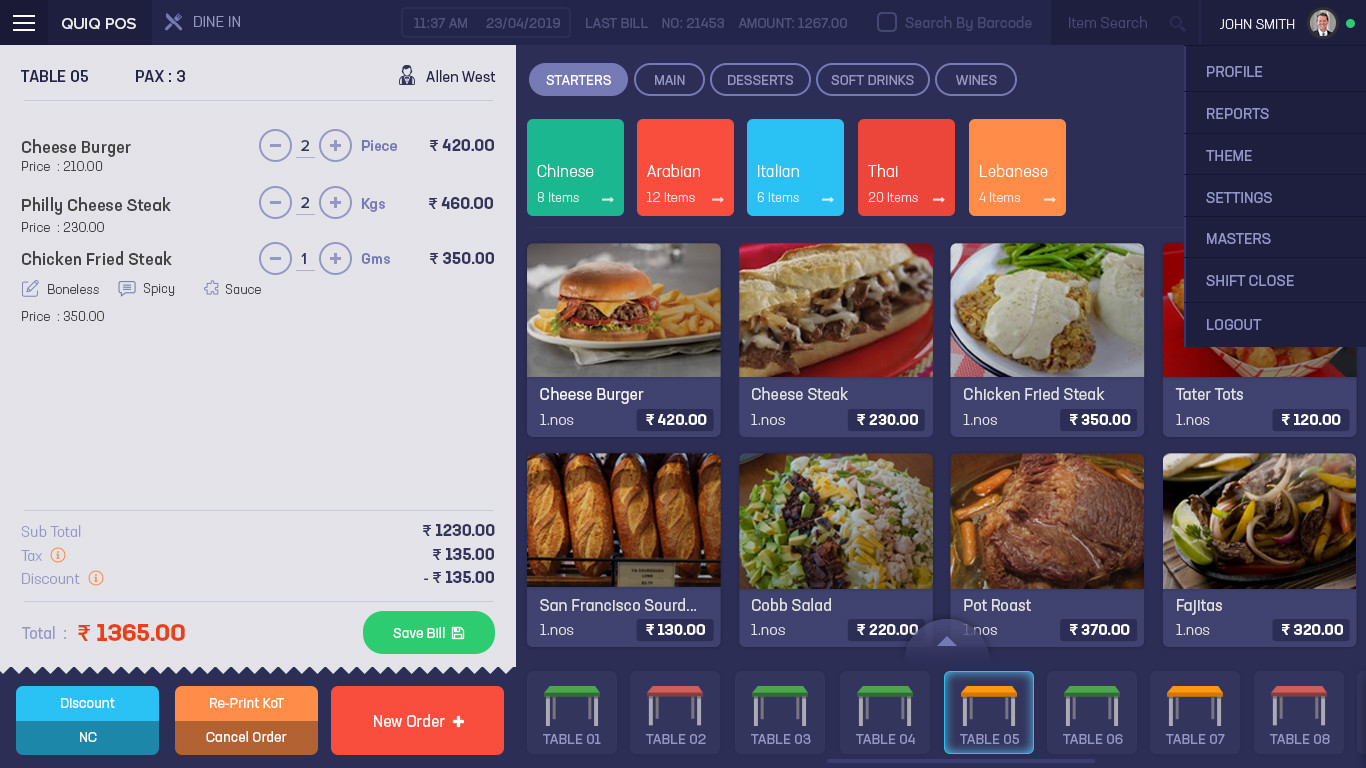 QUIQ POS
DINE IN
11:37 AM 23/04/2019
LAST BILL NO: 21453 AMOUNT: 1267.00
Search By Barcode
Item Search
JOHN SMITH
PROFILE
REPORTS
THEME
SETTINGS
MASTERS
SHIFT CLOSE
LOGOUT
TABLE 05 PAX : 3 Allen West
Cheese Burger 2 Piece ₹ 420.00
Price : 210.00
Philly Cheese Steak 2 Kgs ₹ 460.00
Price : 230.00
Chicken Fried Steak 1 Gms ₹ 350.00
Boneless Spicy Sauce
Price : 350.00
Sub Total ₹ 1230.00
Tax ₹ 135.00
Discount - ₹ 135.00
Total : ₹ 1365.00 Save Bill
Discount
NC
Re-Print KoT
Cancel Order
New Order +
STARTERS MAIN DESSERTS SOFT DRINKS WINES
Chinese
8 Items
Arabian
12 Items
Italian
6 Items
Thai
20 Items
Lebanese
4 Items
Cheese Burger
1.nos ₹ 420.00
Cheese Steak
1.nos ₹ 230.00
Chicken Fried Steak
1.nos ₹ 350.00
Tater Tots
1.nos ₹ 120.00
San Francisco Sourd...
1.nos ₹ 130.00
Cobb Salad
1.nos ₹ 220.00
Pot Roast
1.nos ₹ 370.00
Fajitas
1.nos ₹ 320.00
TABLE 01 TABLE 02 TABLE 03 TABLE 04 TABLE 05 TABLE 06 TABLE 07 TABLE 08